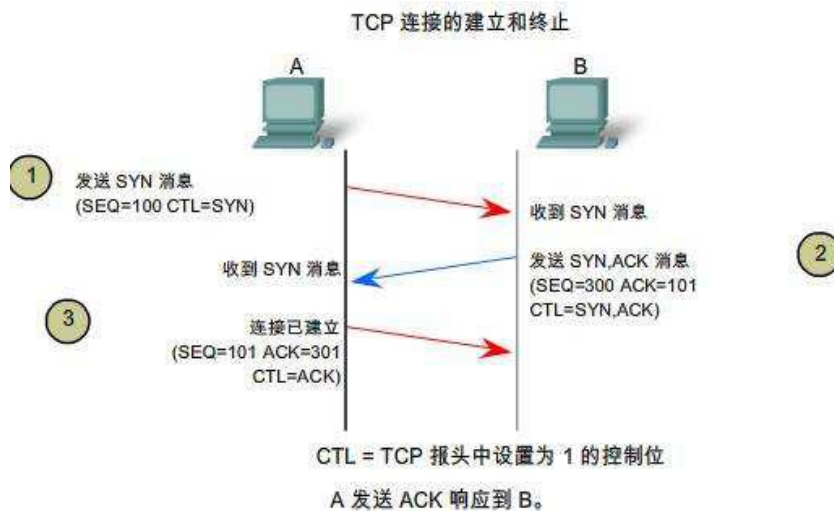 TCP 连接的建立和终止
A
B
1
发送 SYN 消息
(SEQ=100 CTL=SYN)
收到 SYN 消息
发送 SYN,ACK 消息
(SEQ=300 ACK=101
CTL=SYN,ACK)
2
收到 SYN 消息
3
连接已建立
(SEQ=101 ACK=301
CTL=ACK)
CTL = TCP 报头中设置为 1 的控制位
A 发送 ACK 响应到 B。